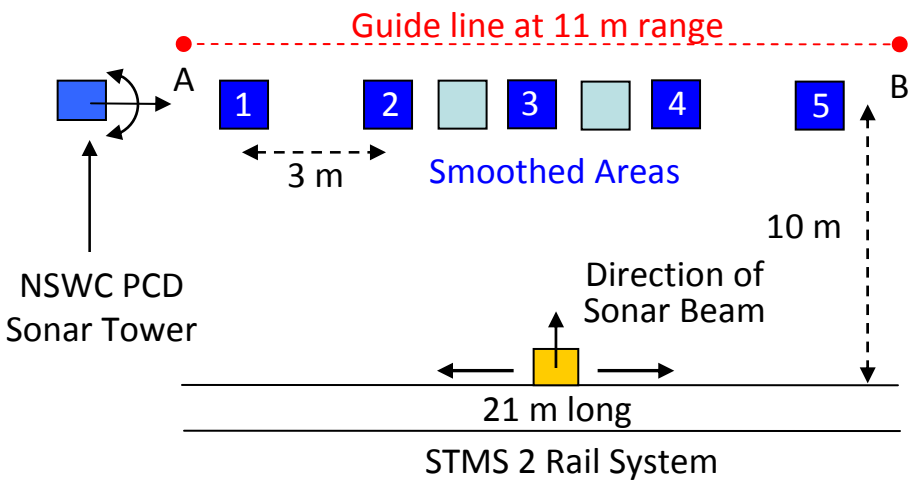 Guide line at 11 m range
A
B
1
2
3
4
5
3 m
Smoothed Areas
10 m
NSWC PCD
Sonar Tower
Direction of
Sonar Beam
21 m long
STMS 2 Rail System